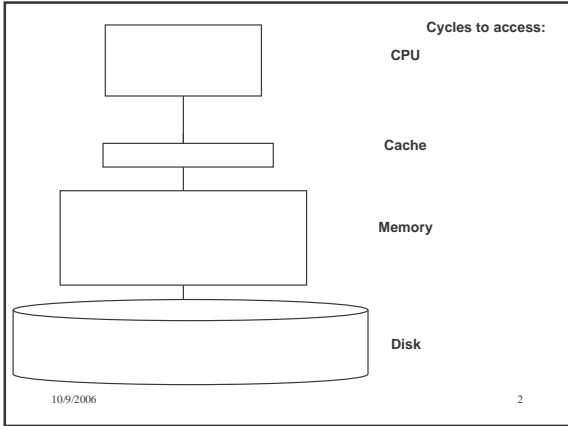 Cycles to access:
CPU
Cache
Memory
Disk
10/9/2006
2